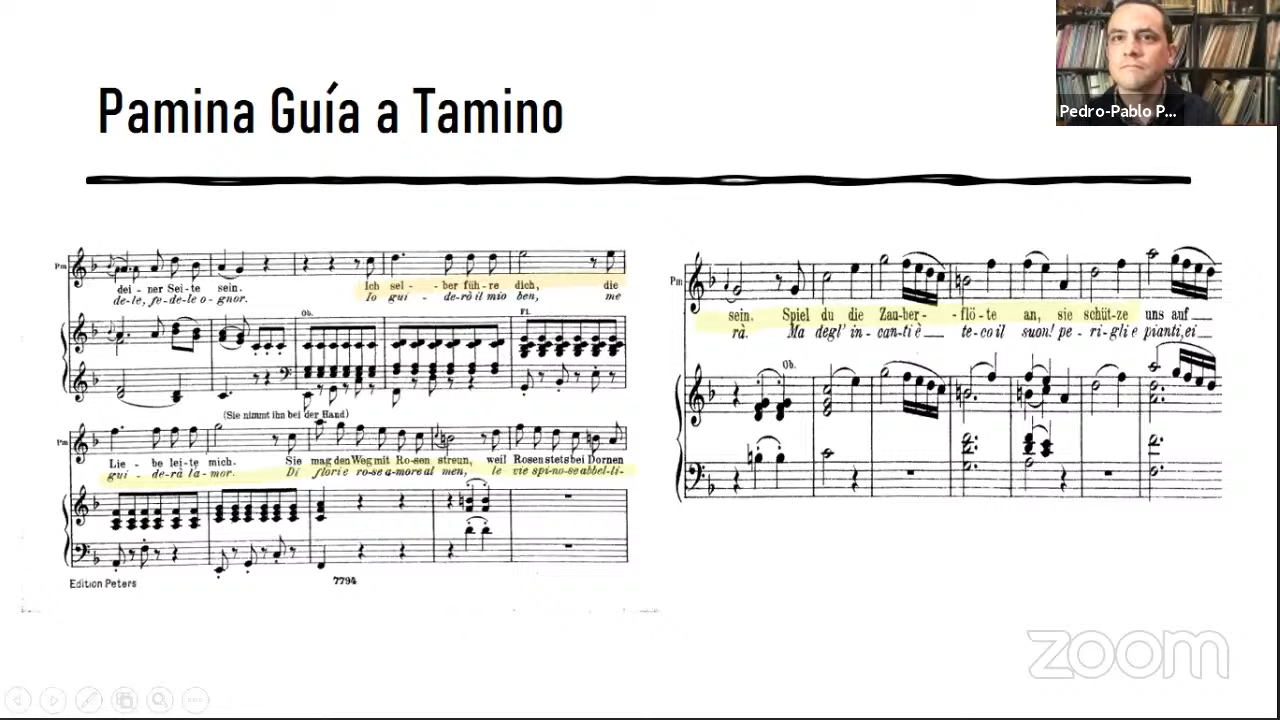 Pedro-Pablo P...
Pamina Guía a Tamino
Pm
dei - ner Sei - te sein. Ich sel - - ber füh - re dich, die
de-le, fe-de-le o - gnor. Io gui - de-rò il mio ben, me
Ob. Fl.
(Sie nimmt ihn bei der Hand)
Pm
Lie - be lei - te mich. Sie mag den Weg mit Ro - sen streun, weil Rosen stets bei Dornen
gui - de-rà l'a-mor. Di fiori e ro-se a-more al men, le vie spi-no-se abbel-li-
Edition Peters 7794
Pm
sein. Spiel du die Zau-ber- - flö - te an, sie schüt-ze uns auf
rà. Ma degl' in - can-ti è te-co il suon! pe - ri-gli e pianti, ei
Ob.
zoom